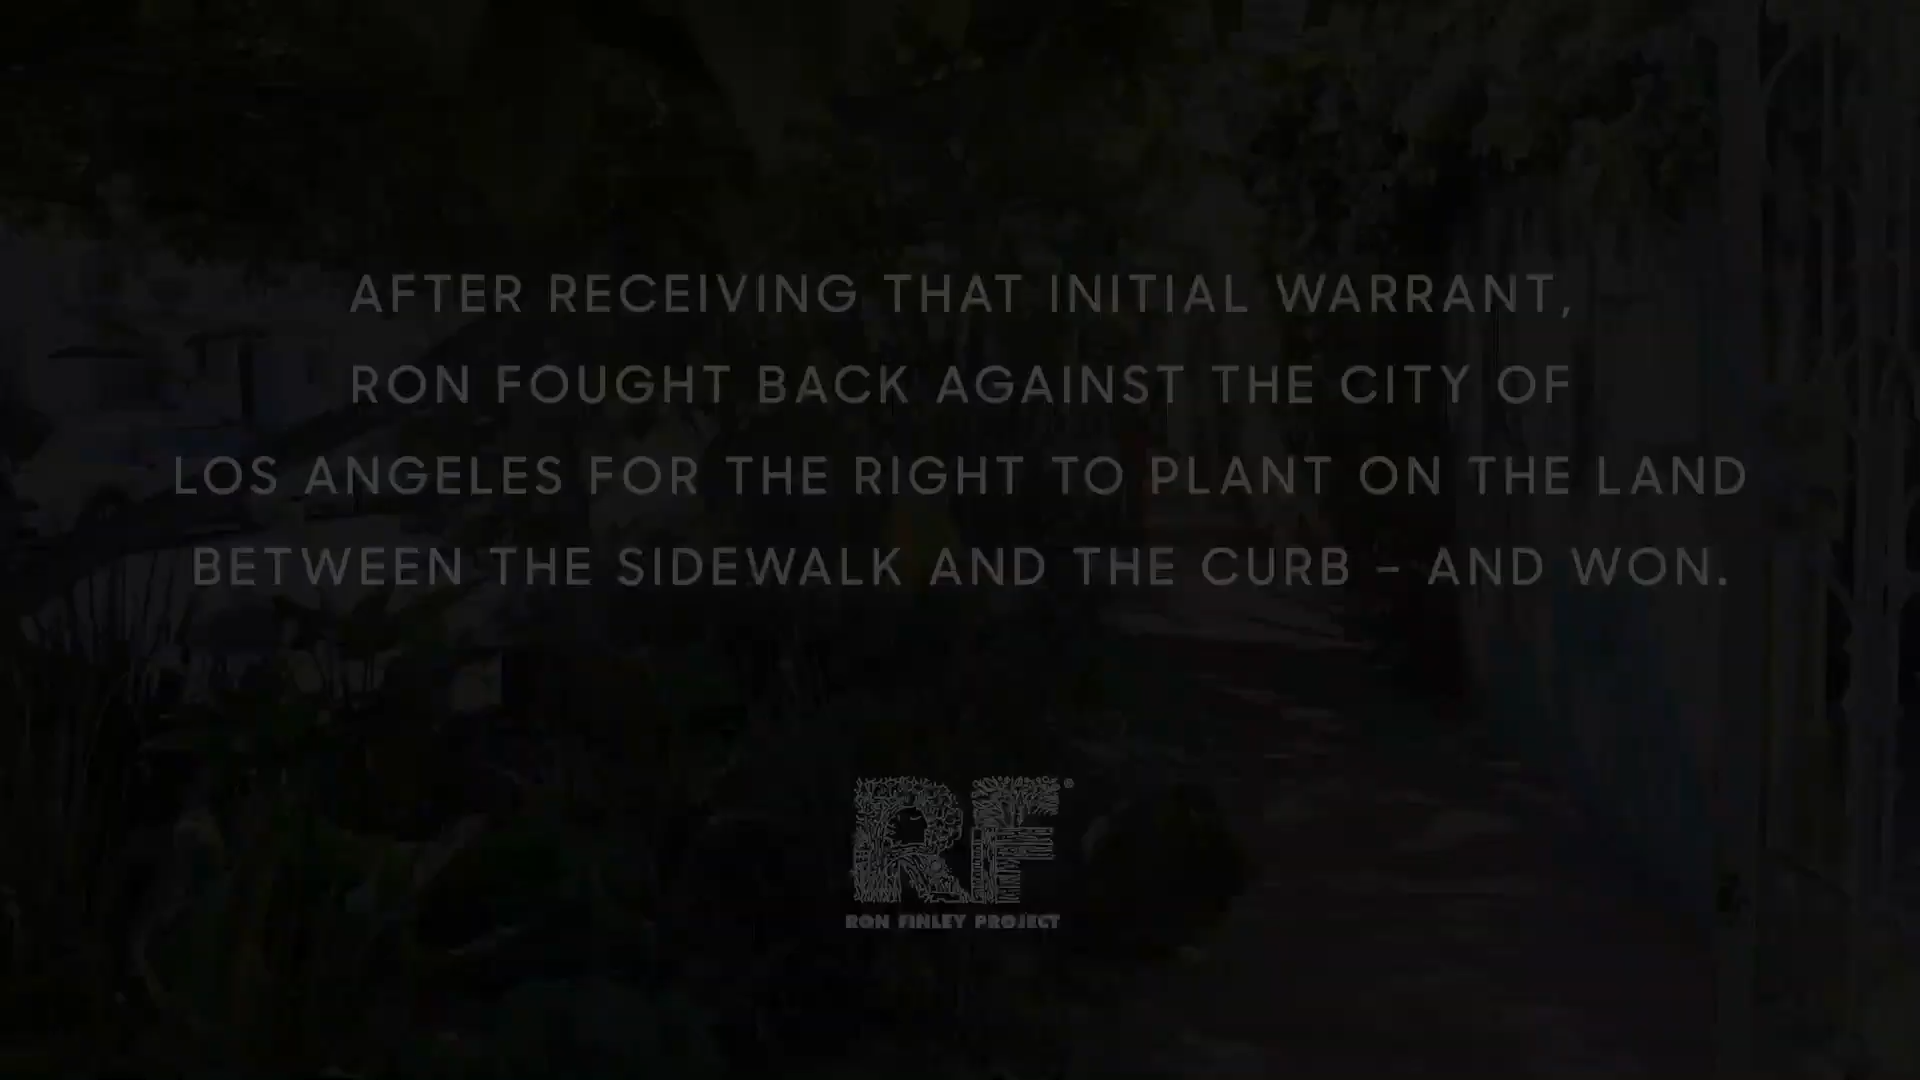 AFTER RECEIVING THAT INITIAL WARRANT,
RON FOUGHT BACK AGAINST THE CITY OF
LOS ANGELES FOR THE RIGHT TO PLANT ON THE LAND
BETWEEN THE SIDEWALK AND THE CURB – AND WON.
RF®
RON FINLEY PROJECT